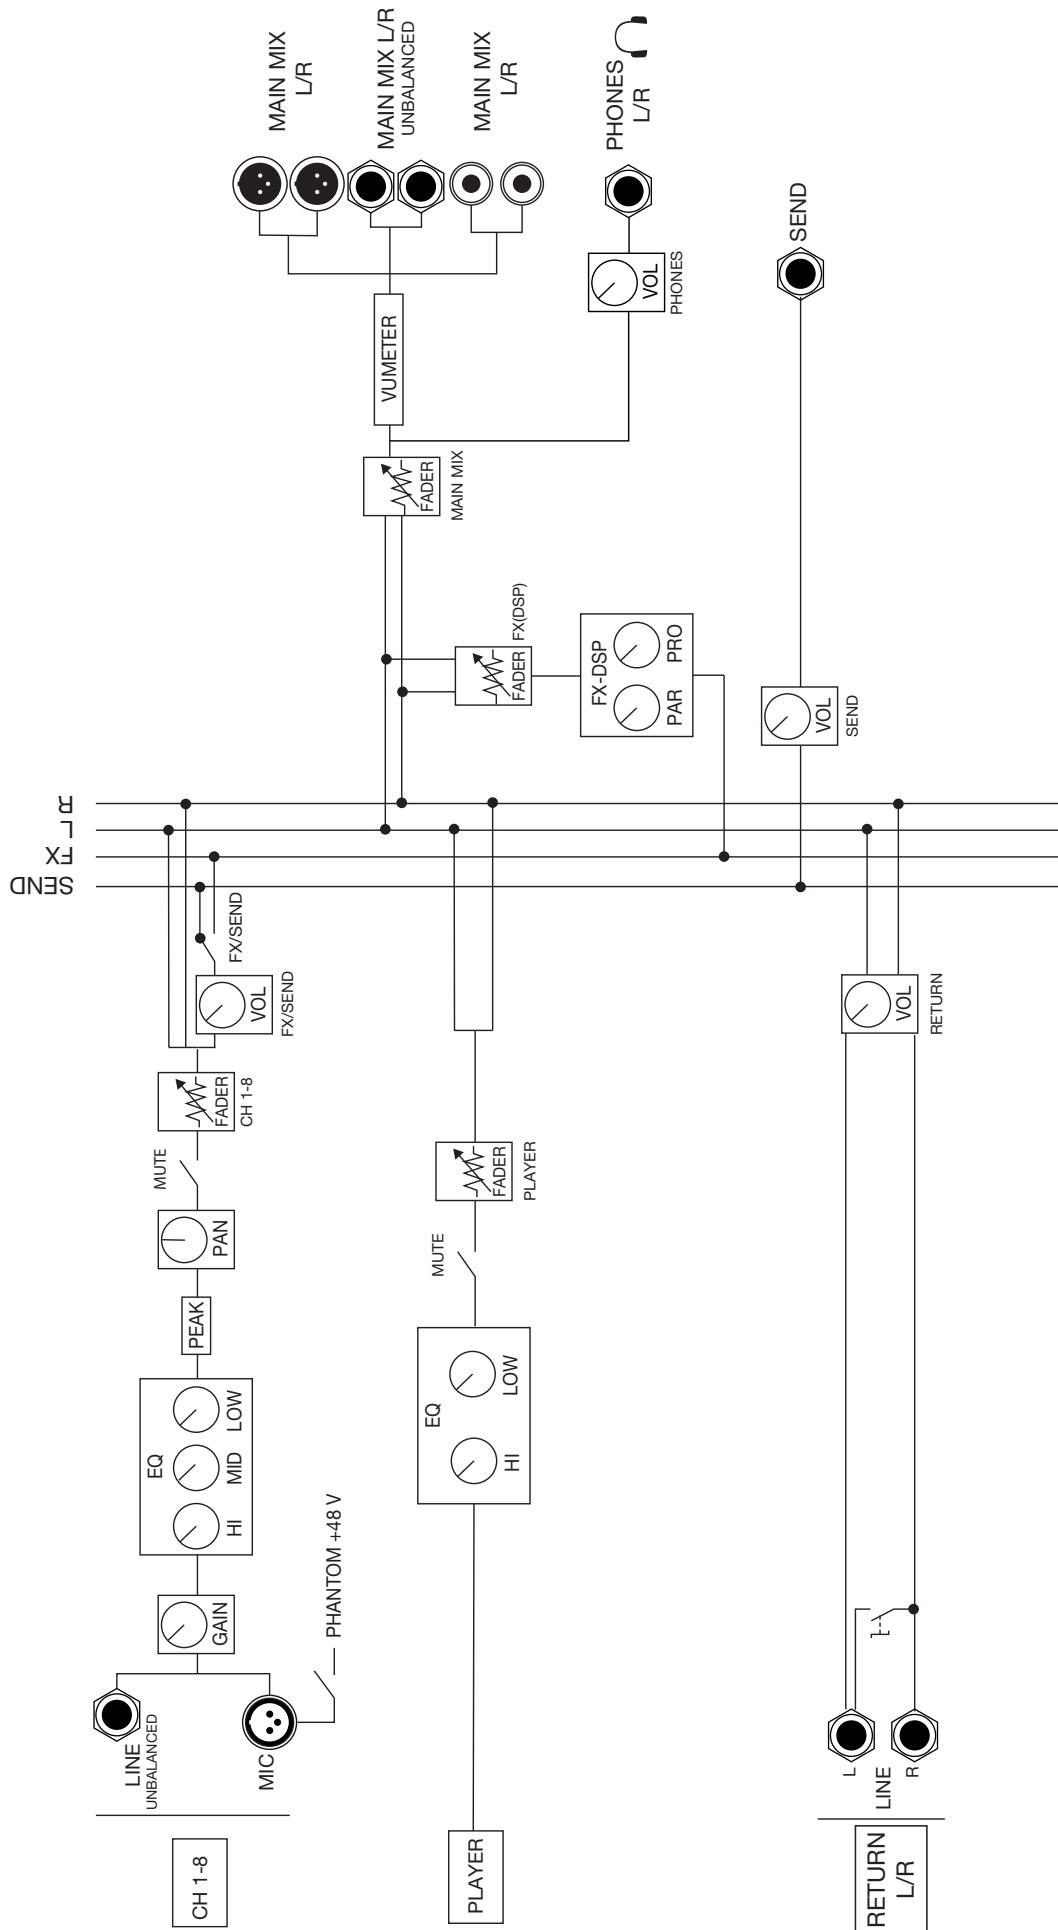 CH 1-8
LINE
UNBALANCED
MIC
PHANTOM +48 V
GAIN
EQ
HI
MID
LOW
PEAK
PAN
MUTE
FADER
CH 1-8
VOL
FX/SEND
FX/SEND
SEND
FX
L
R
PLAYER
EQ
HI
LOW
MUTE
FADER
PLAYER
FADER
FX(DSP)
FX-DSP
PAR
PRO
FADER
MAIN MIX
VUMETER
MAIN MIX
L/R
MAIN MIX L/R
UNBALANCED
MAIN MIX
L/R
VOL
PHONES
PHONES
L/R
VOL
SEND
SEND
RETURN
L/R
LINE
L
R
VOL
RETURN